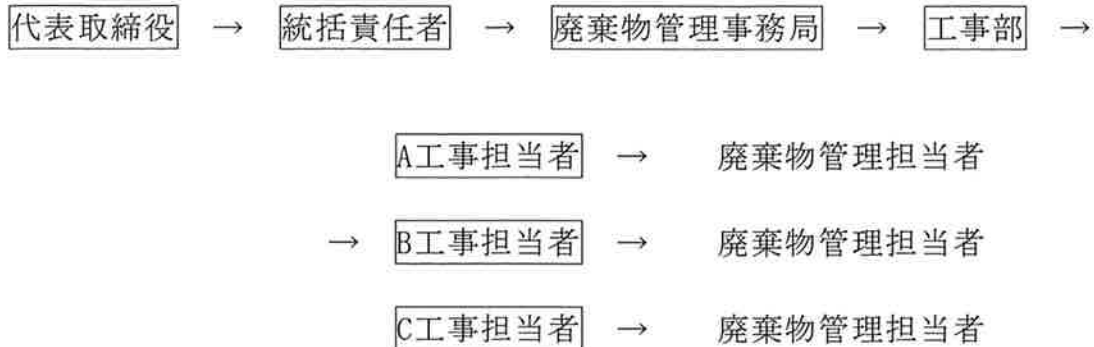 代表取締役 → 統括責任者 → 廃棄物管理事務局 → 工事部 →
A工事担当者 → 廃棄物管理担当者
→ B工事担当者 → 廃棄物管理担当者
C工事担当者 → 廃棄物管理担当者